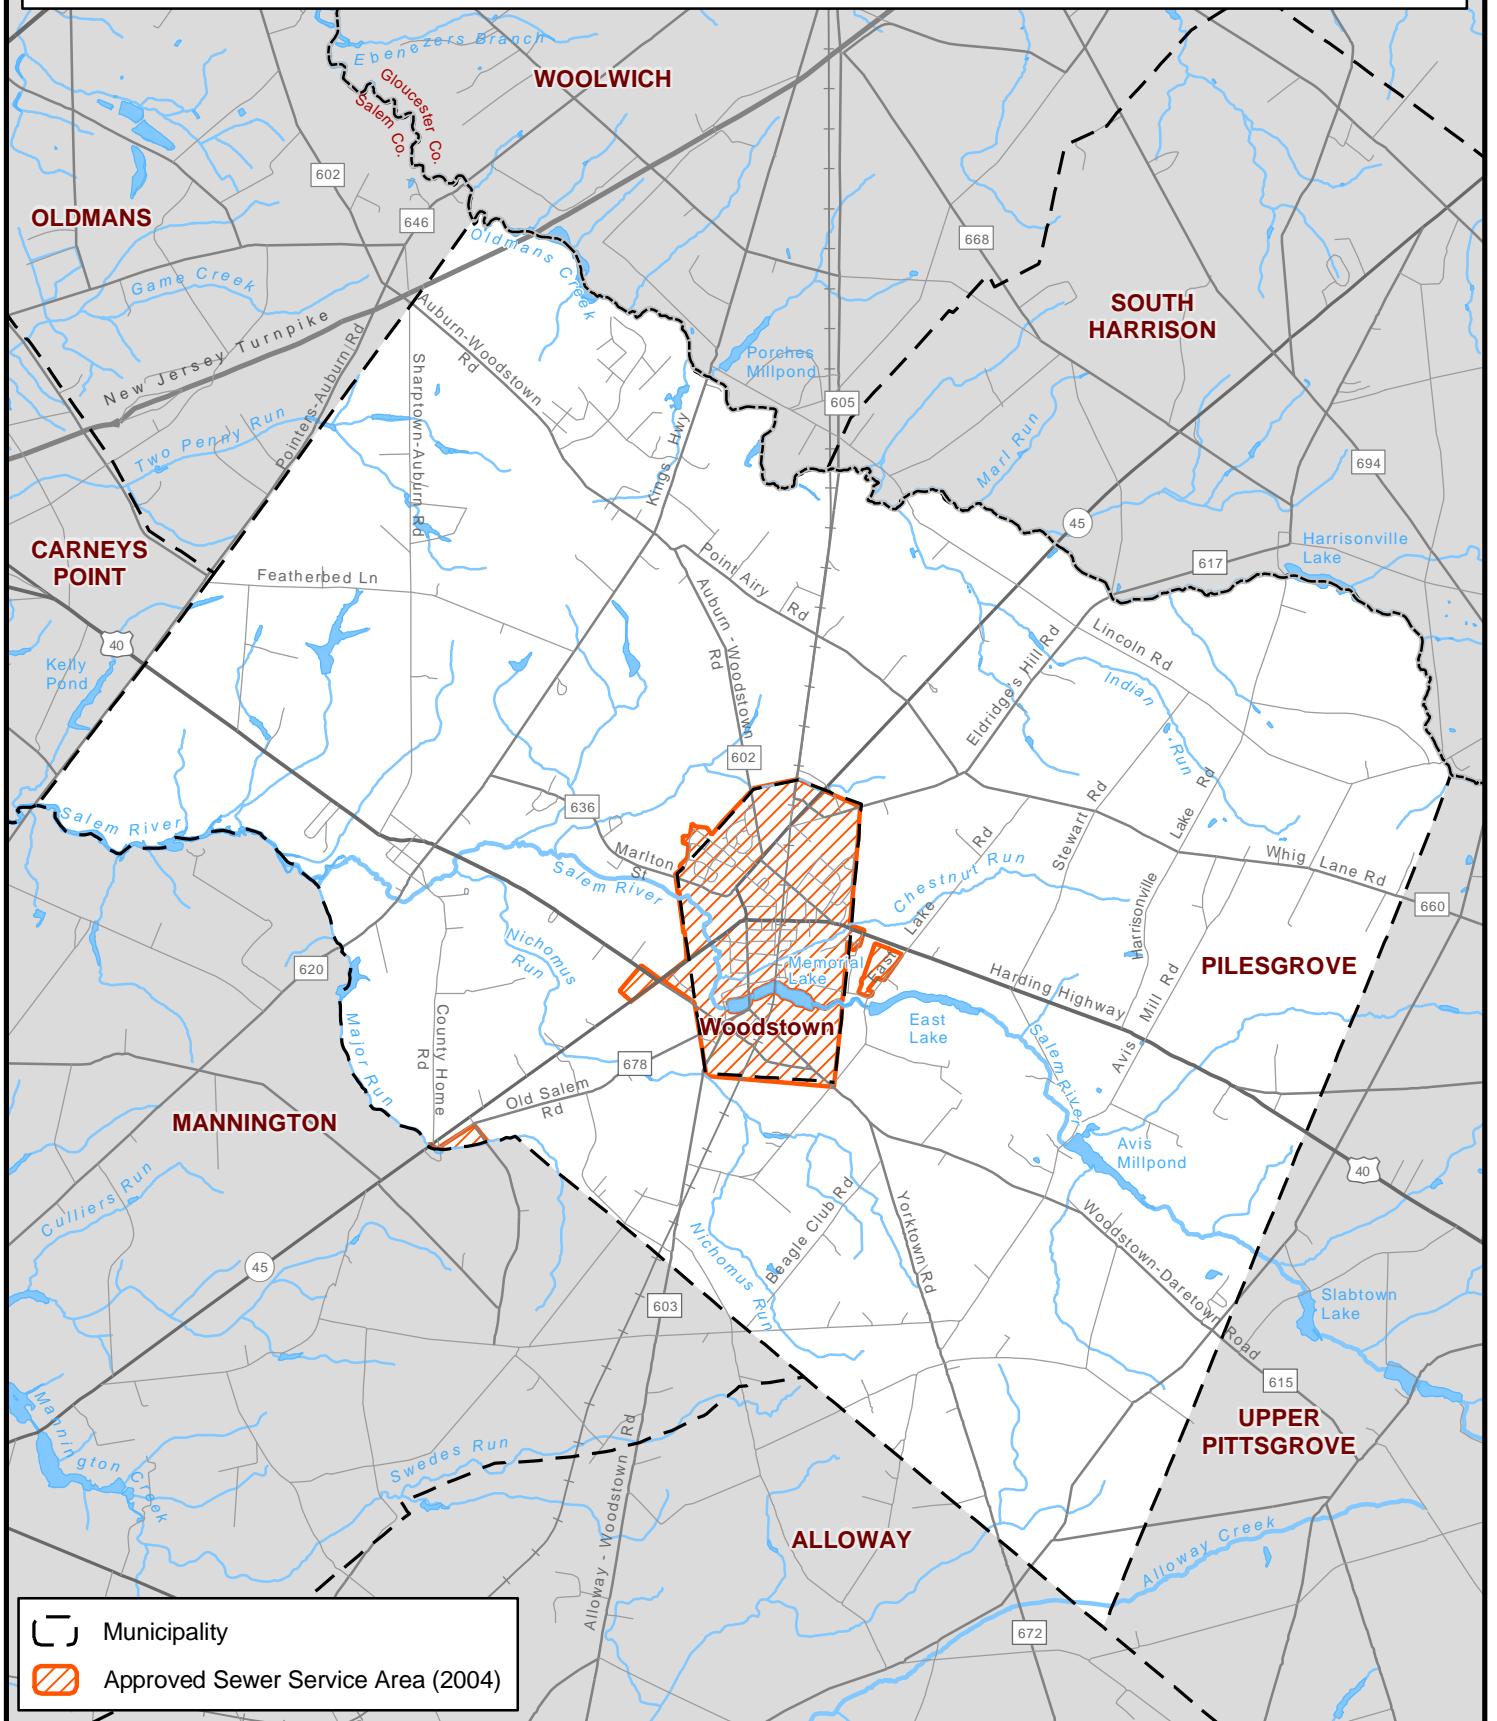 Ebenezers Branch
WOOLWICH
Gloucester Co.
Salem Co.
602
OLDMANS
646
Oldmans Creek
668
Game Creek
SOUTH
HARRISON
Auburn-Woodstown
Rd
New Jersey Turnpike
Pointers-Auburn Rd
Sharptown-Auburn Rd
Porches
Millpond
605
Two Penny Run
Kings Hwy
Marl Run
694
45
CARNEYS
POINT
Harrisonville
Lake
617
Featherbed Ln
Point Airy Rd
Auburn - Woodstown
Rd
40
Kelly
Pond
Lincoln Rd
Eldridge's Hill Rd
Indian Run
602
636
Salem River
Stewart Rd
Harrisonville Lake Rd
Marlton
St
Salem River
Whig Lane Rd
Chestnut Run
East Lake Rd
660
620
Nichomus
Run
Memorial
Lake
PILESGROVE
Harding Highway
Avis Mill Rd
East
Lake
Woodstown
County Home
Rd
Major Run
678
Salem River
Old Salem
Rd
MANNINGTON
Avis
Millpond
40
Culliers Run
Beagle Club Rd
Yorktown Rd
Woodstown-Daretown Road
Nichomus Run
45
603
Slabtown
Lake
615
Mannington Creek
UPPER
PITTSGROVE
Swedes Run
Alloway - Woodstown Rd
ALLOWAY
Alloway Creek
672
Municipality
Approved Sewer Service Area (2004)